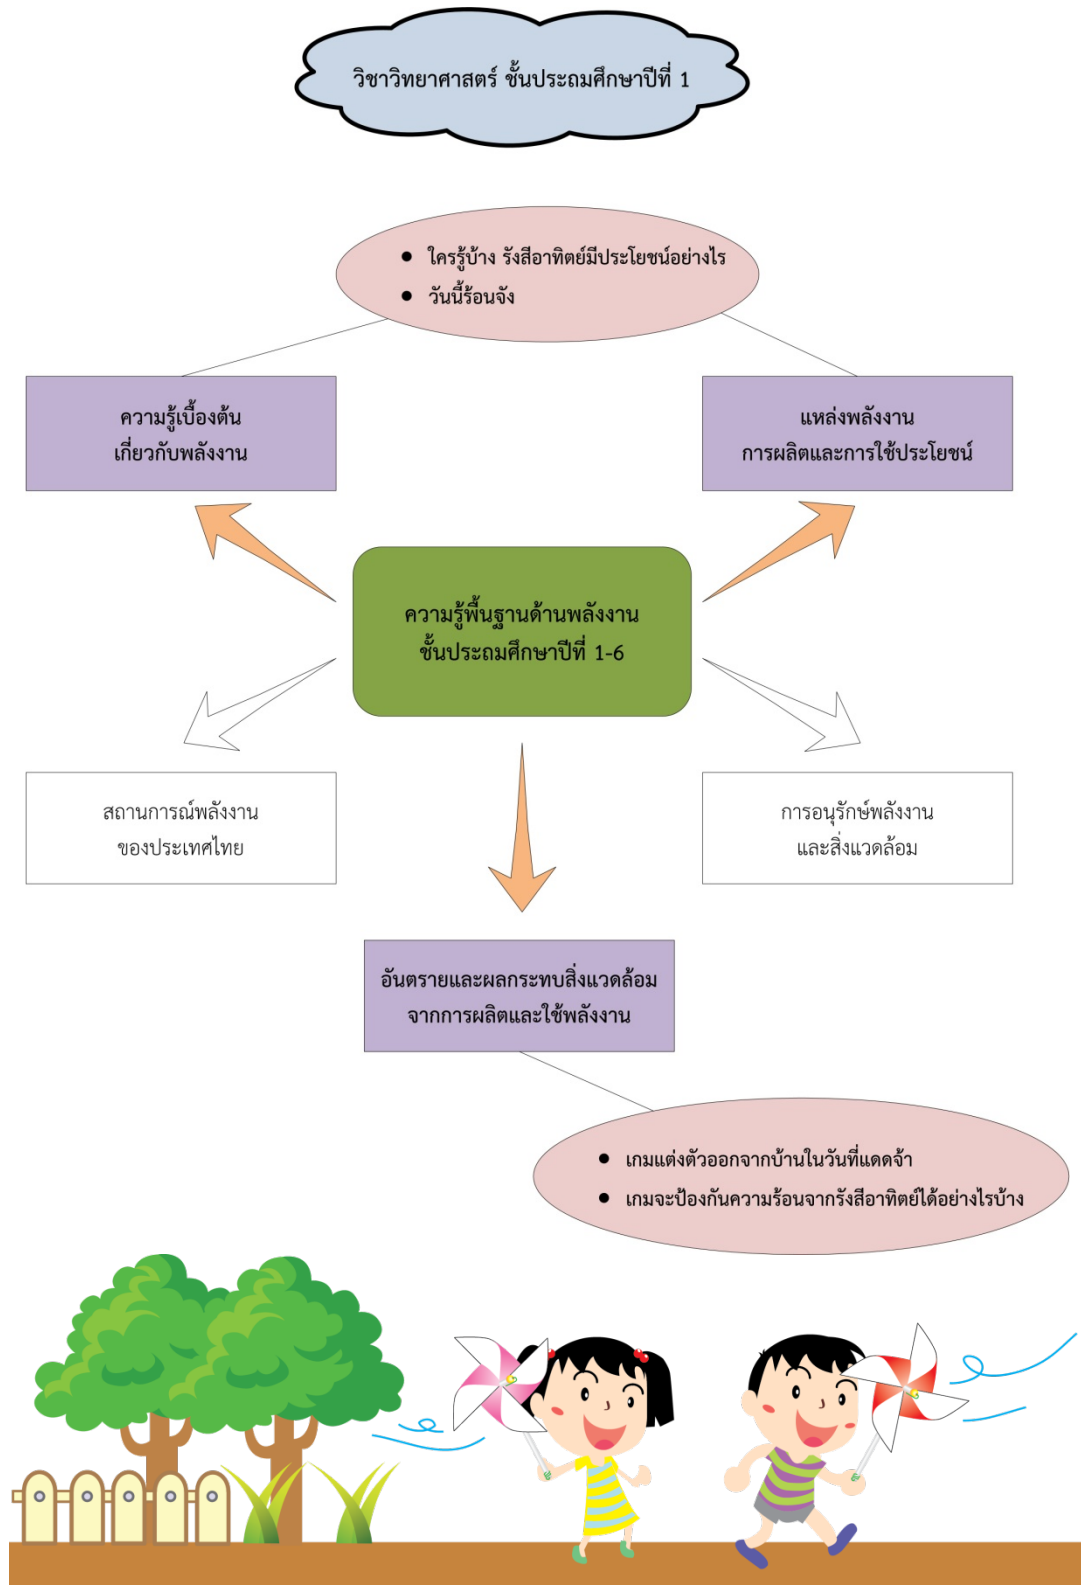 วิชาวิทยาศาสตร์ ชั้นประถมศึกษาปีที่ 1
● ใครรู้บ้าง รังสีอาทิตย์มีประโยชน์อย่างไร
● วันนี้ร้อนจัง
ความรู้เบื้องต้น
เกี่ยวกับพลังงาน
แหล่งพลังงาน
การผลิตและการใช้ประโยชน์
ความรู้พื้นฐานด้านพลังงาน
ชั้นประถมศึกษาปีที่ 1-6
สถานการณ์พลังงาน
ของประเทศไทย
การอนุรักษ์พลังงาน
และสิ่งแวดล้อม
อันตรายและผลกระทบสิ่งแวดล้อม
จากการผลิตและใช้พลังงาน
● เกมแต่งตัวออกจากบ้านในวันที่แดดจ้า
● เกมจะป้องกันความร้อนจากรังสีอาทิตย์ได้อย่างไรบ้าง